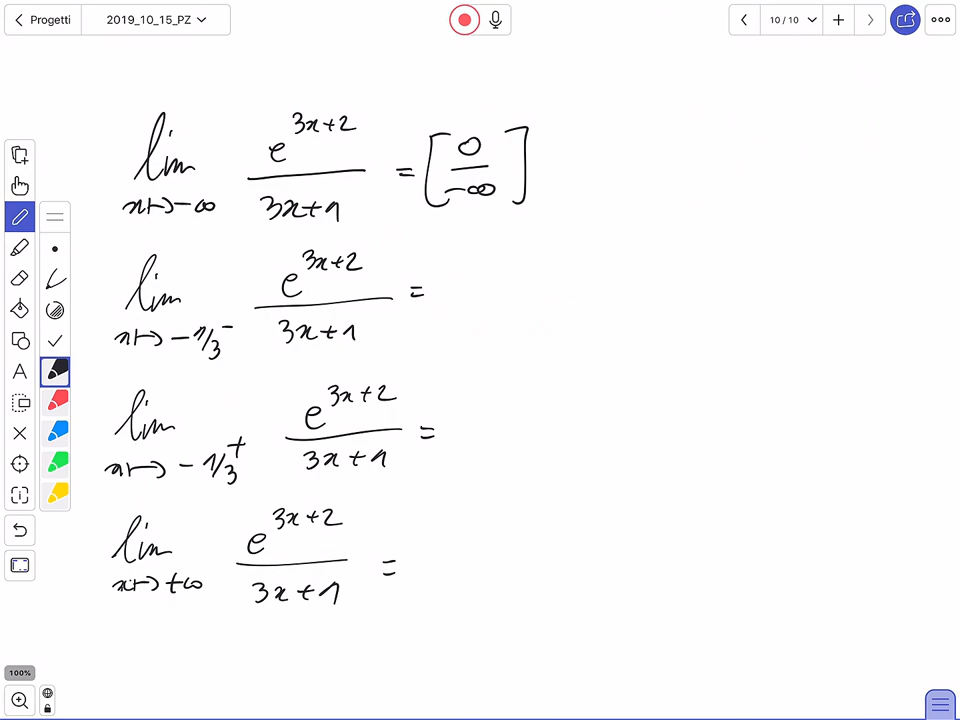 Progetti 2019_10_15_PZ 10/10
lim x→-∞ e^(3x+2) / 3x+1 = [0 / -∞]
lim x→-1/3⁻ e^(3x+2) / 3x+1 =
lim x→-1/3⁺ e^(3x+2) / 3x+1 =
lim x→+∞ e^(3x+2) / 3x+1 =
100%